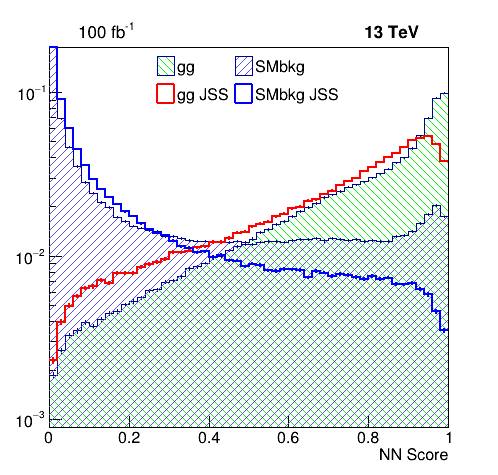 100 fb⁻¹ 13 TeV
gg SMbkg
gg JSS SMbkg JSS
10⁻¹
10⁻²
10⁻³
0 0.2 0.4 0.6 0.8 1
NN Score